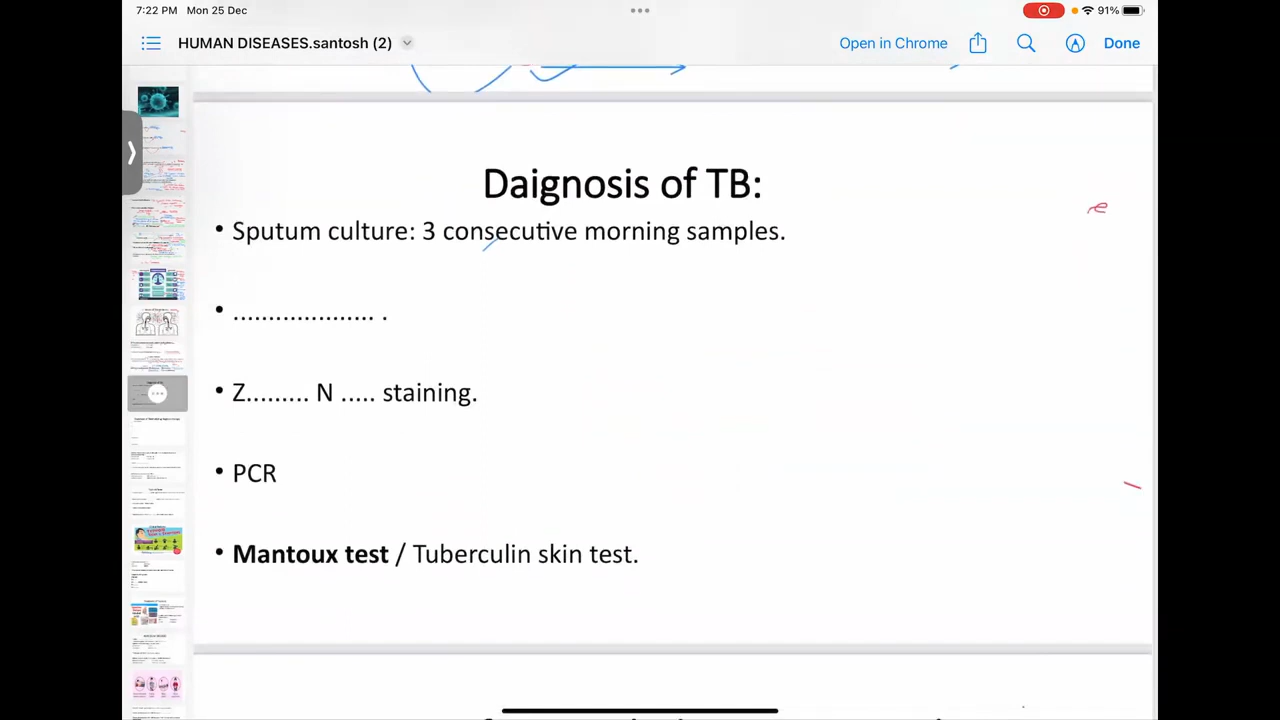 7:22 PM Mon 25 Dec
91%
HUMAN DISEASES.santosh (2)
Open in Chrome
Done
Daignosis of TB:
• Sputum culture: 3 consecutive morning samples.
• .................... .
• Z......... N ..... staining.
• PCR
• Mantoux test / Tuberculin skin test.